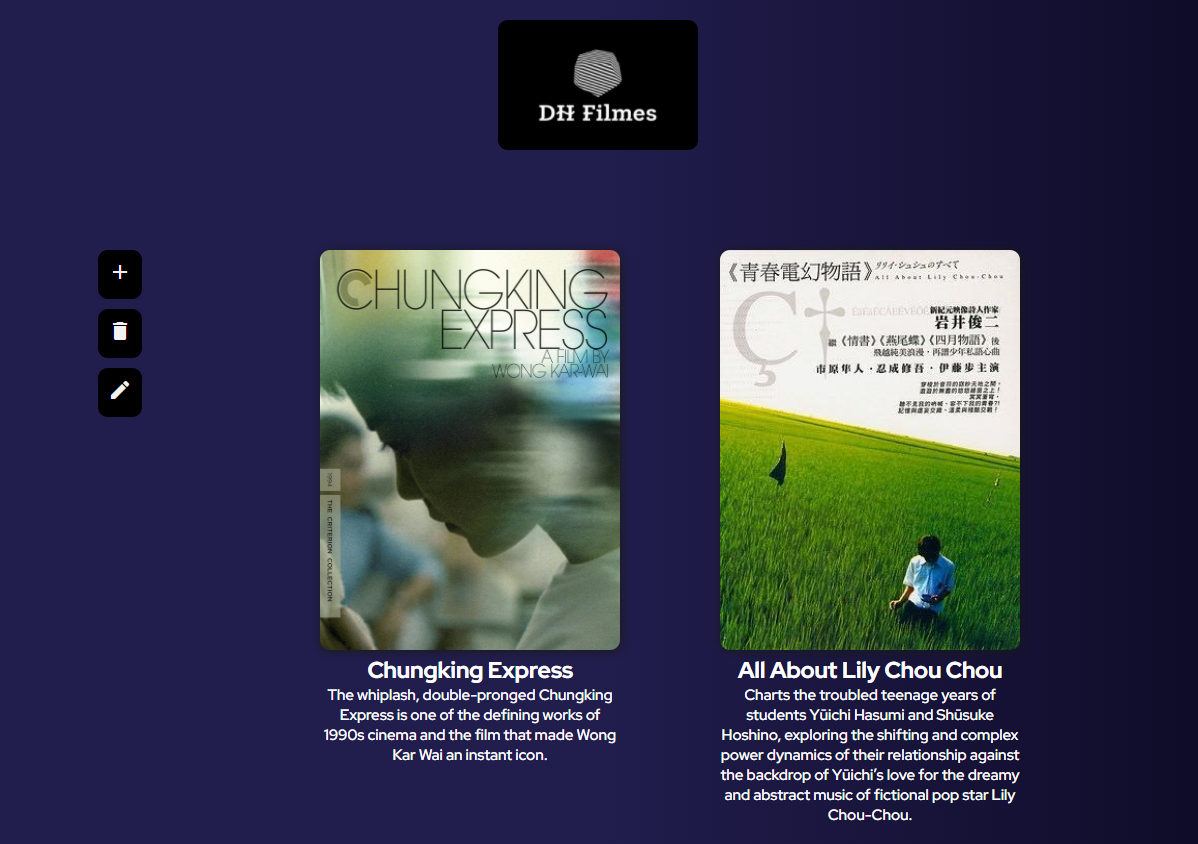 DH Filmes
CHUNGKING
EXPRESS
A FILM BY
WONG KAR-WAI
1994
THE CRITERION COLLECTION
《青春電幻物語》リリイ・シュシュのすべて
All About Lily Chou-Chou
新紀元映像詩人作家
岩井俊二
繼《情書》《燕尾蝶》《四月物語》後
飛越純美浪漫・再譜少年私語心曲
市原隼人・忍成修吾・伊藤步主演
Chungking Express
The whiplash, double-pronged Chungking
Express is one of the defining works of
1990s cinema and the film that made Wong
Kar Wai an instant icon.
All About Lily Chou Chou
Charts the troubled teenage years of
students Yūichi Hasumi and Shūsuke
Hoshino, exploring the shifting and complex
power dynamics of their relationship against
the backdrop of Yūichi’s love for the dreamy
and abstract music of fictional pop star Lily
Chou-Chou.